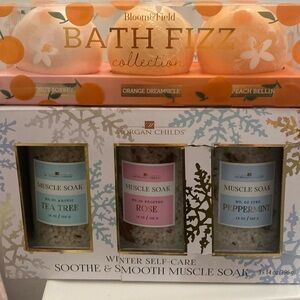 Bloom & Field
BATH FIZZ
collection
ORANGE DREAMSICLE
PEACH BELLINI
MORGAN CHILDS
MUSCLE SOAK
TEA TREE
MUSCLE SOAK
ROSE
MUSCLE SOAK
PEPPERMINT
WINTER SELF-CARE
SOOTHE & SMOOTH MUSCLE SOAK